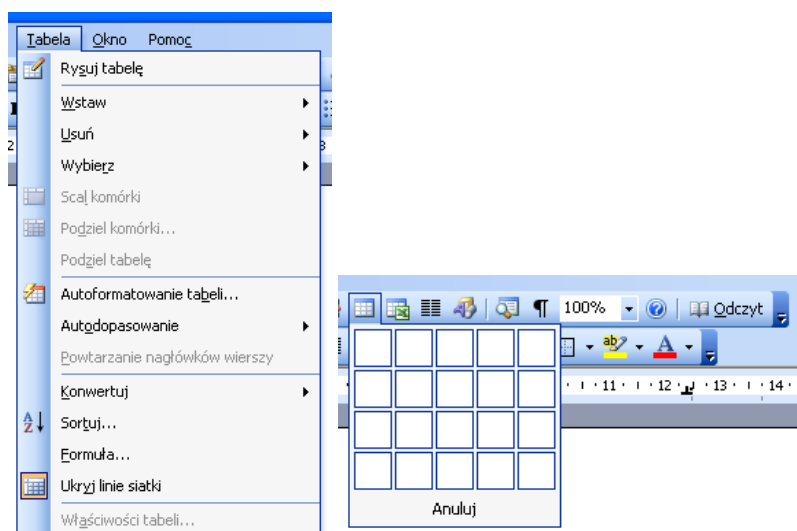 Tabela Okno Pomoc
Rysuj tabelę
Wstaw
Usuń
Wybierz
Scal komórki
Podziel komórki...
Podziel tabelę
Autoformatowanie tabeli...
Autodopasowanie
Powtarzanie nagłówków wierszy
Konwertuj
Sortuj...
Formuła...
Ukryj linie siatki
Właściwości tabeli...
100% Odczyt
11 12 13 14
Anuluj